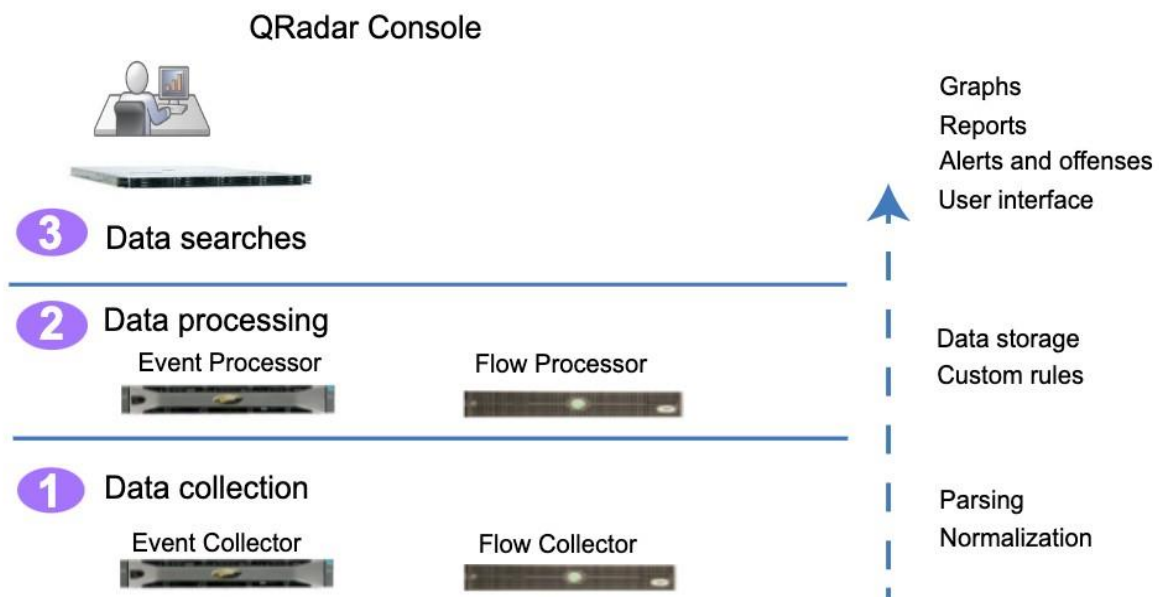 QRadar Console
Graphs
Reports
Alerts and offenses
User interface
3 Data searches
2 Data processing
Event Processor Flow Processor
Data storage
Custom rules
1 Data collection
Parsing
Normalization
Event Collector Flow Collector